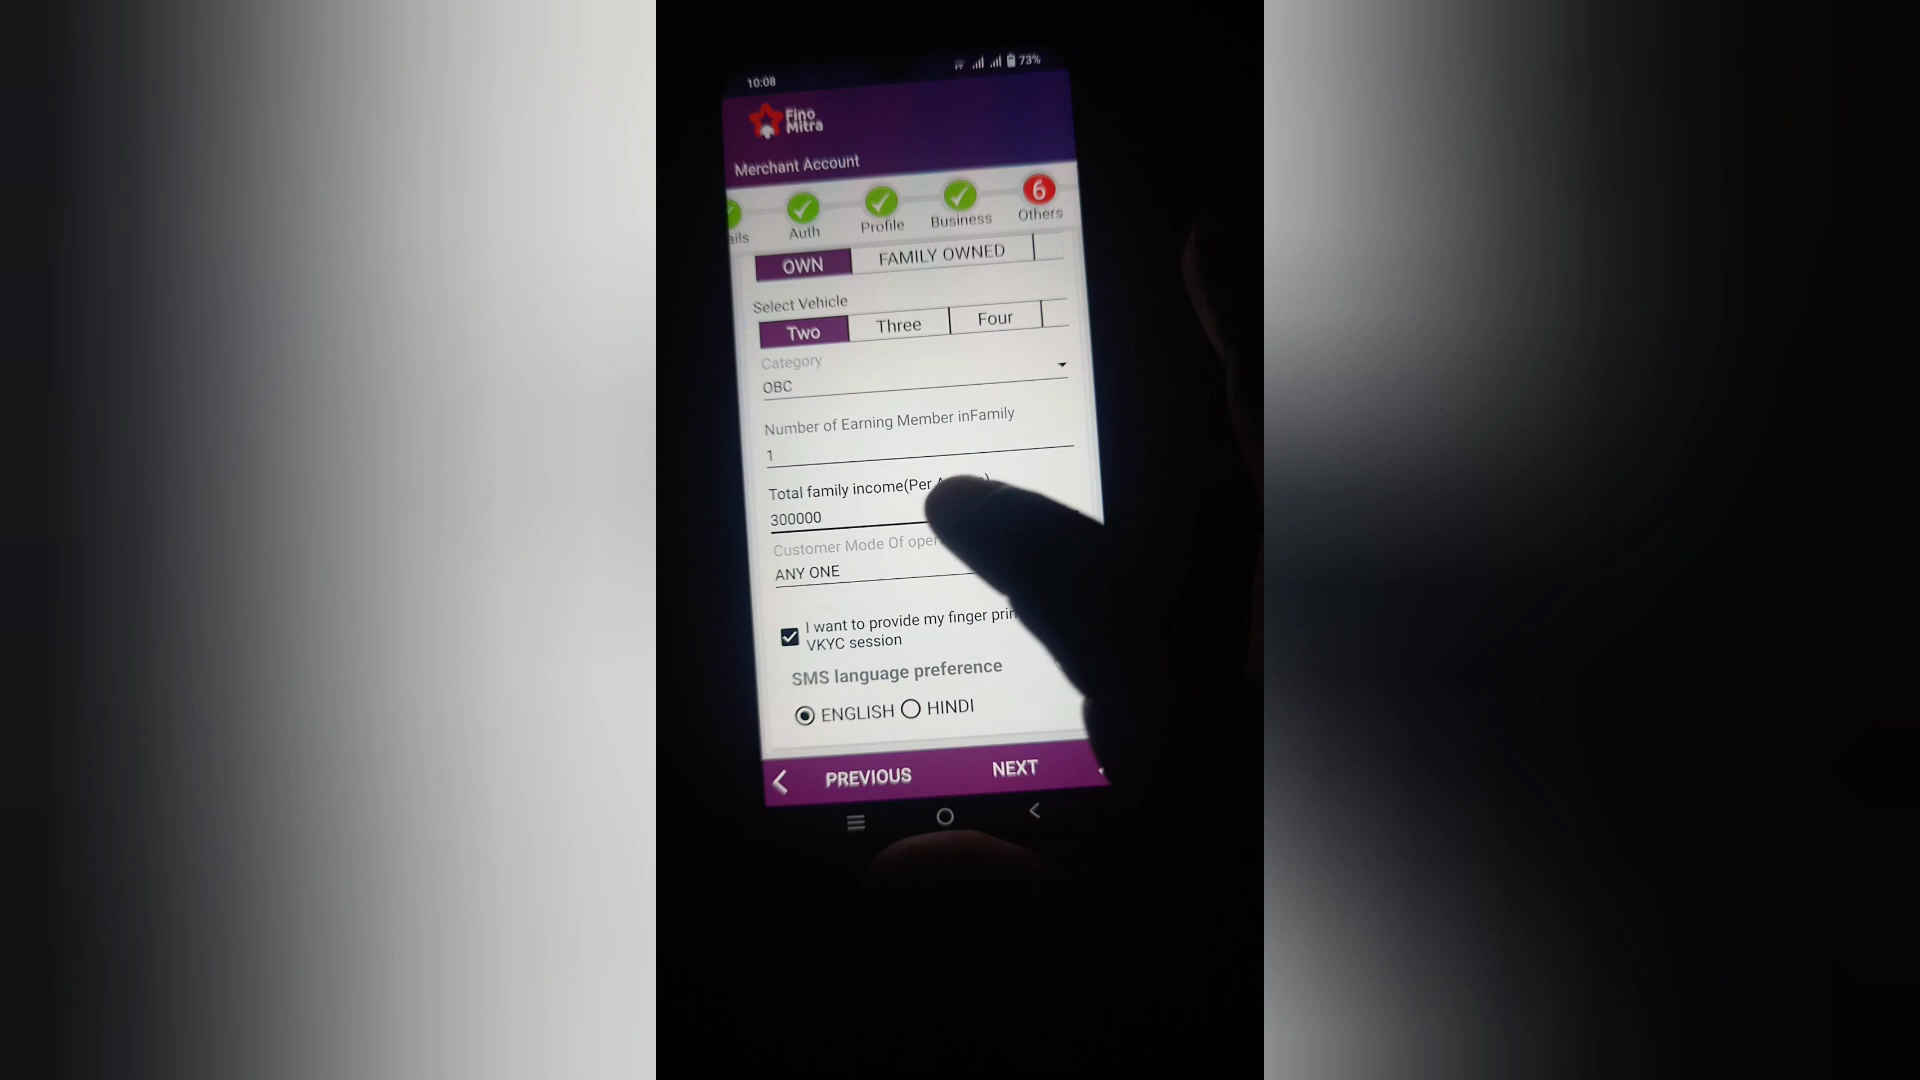 10:08
73%
Fino
Mitra
Merchant Account
6
ails
Auth
Profile
Business
Others
OWN
FAMILY OWNED
Select Vehicle
Two
Three
Four
Category
OBC
Number of Earning Member inFamily
1
Total family income(Per
300000
Customer Mode Of
ANY ONE
I want to provide my finger
VKYC session
SMS language preference
ENGLISH
HINDI
PREVIOUS
NEXT